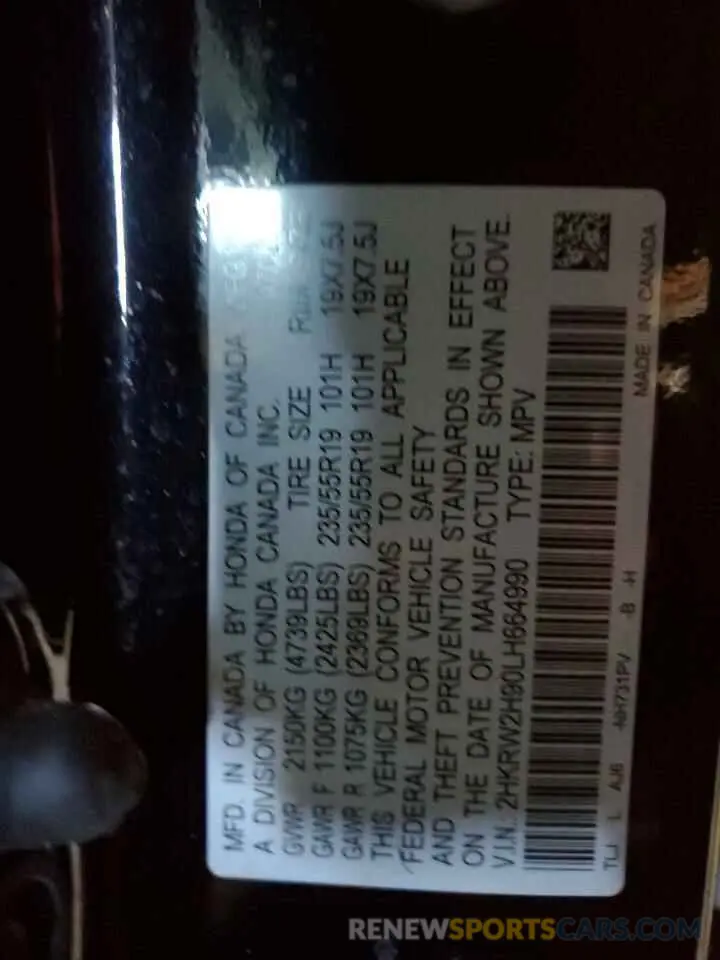 MFD. IN CANADA BY HONDA OF CANADA
A DIVISION OF HONDA CANADA INC.
GVWR 2150KG (4739LBS) TIRE SIZE
GAWR F 1100KG (2425LBS) 235/55R19 101H 19X7.5J
GAWR R 1075KG (2369LBS) 235/55R19 101H 19X7.5J
THIS VEHICLE CONFORMS TO ALL APPLICABLE
FEDERAL MOTOR VEHICLE SAFETY
AND THEFT PREVENTION STANDARDS IN EFFECT
ON THE DATE OF MANUFACTURE SHOWN ABOVE.
V.I.N.: 2HKRW2H90LH664990 TYPE: MPV
TLJ L AJ6 -NH731PV -B -H MADE IN CANADA
RENEWSPORTSCARS.COM